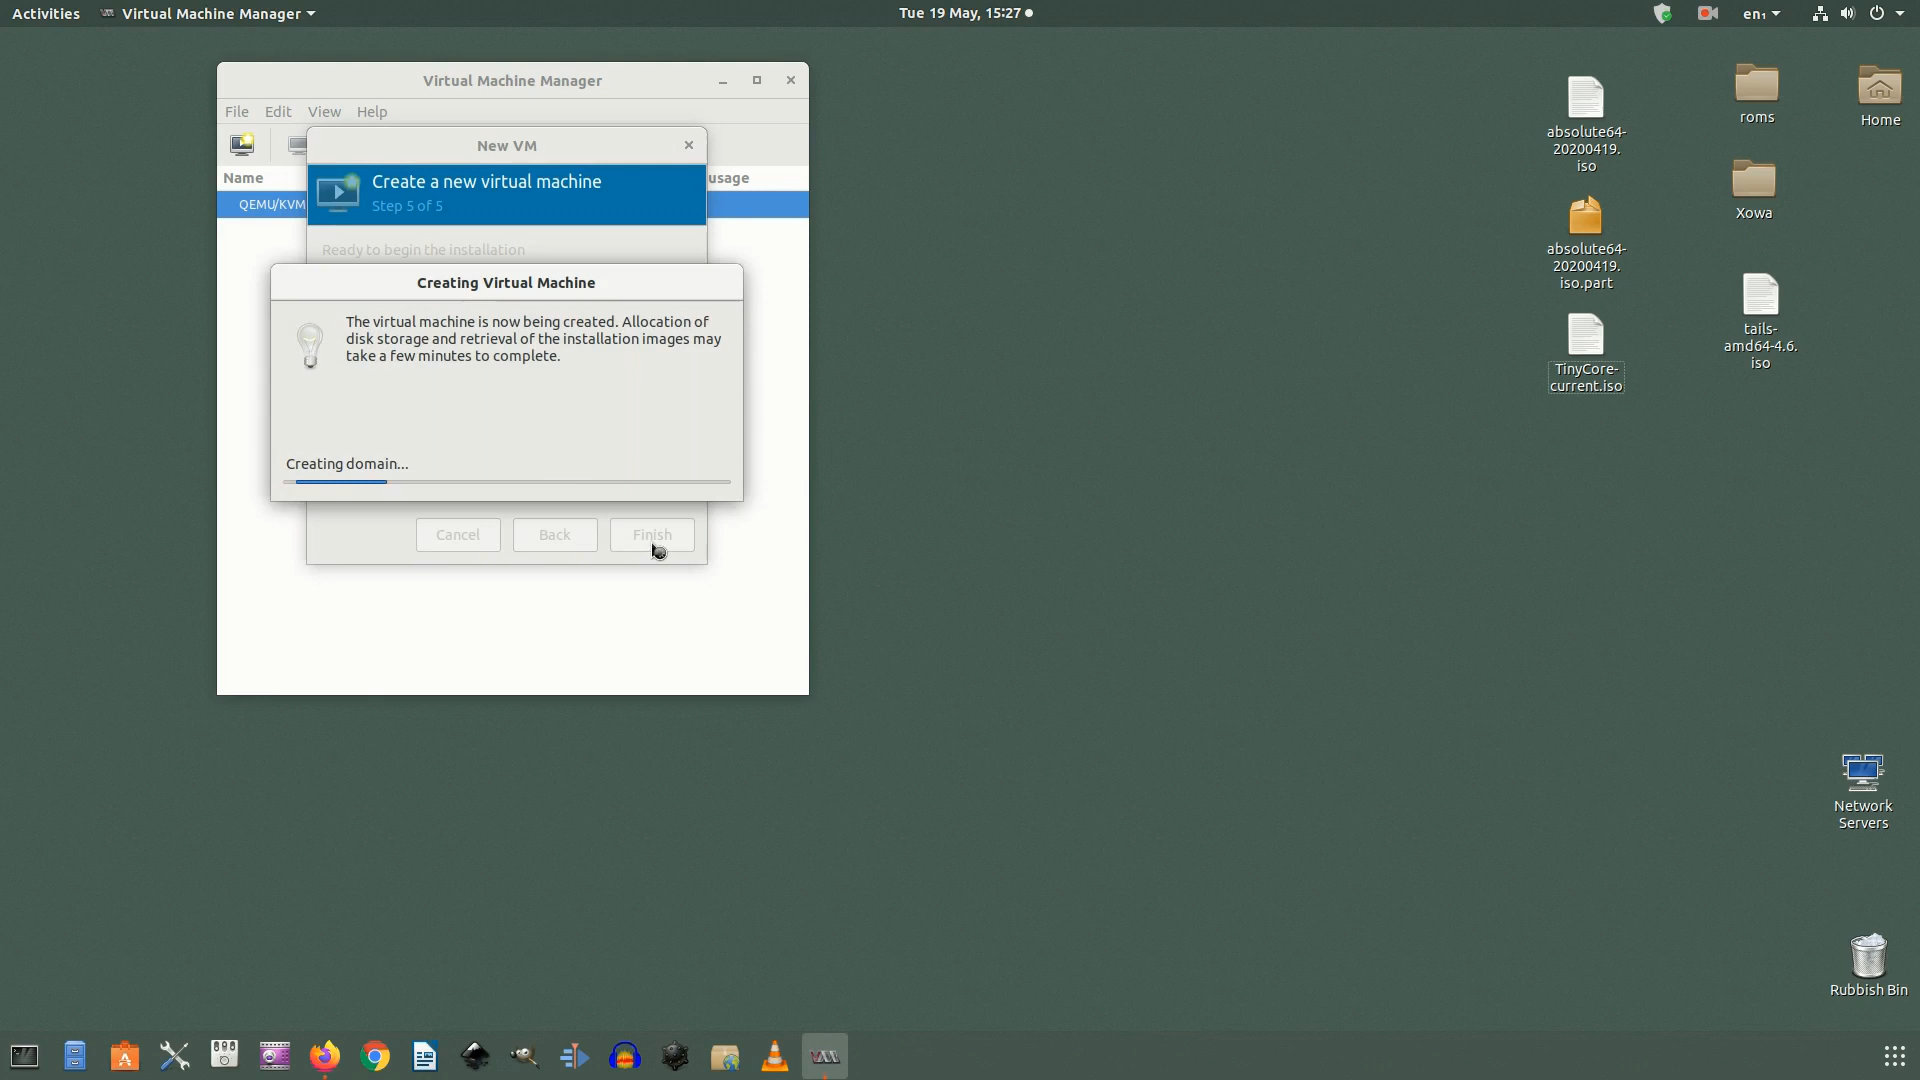 Activities
Virtual Machine Manager
Tue 19 May, 15:27
en₁
Virtual Machine Manager
File Edit View Help
New VM
Name
usage
Create a new virtual machine
Step 5 of 5
QEMU/KVM
Ready to begin the installation
Creating Virtual Machine
The virtual machine is now being created. Allocation of
disk storage and retrieval of the installation images may
take a few minutes to complete.
Creating domain...
Cancel Back Finish
absolute64-
20200419.
iso
absolute64-
20200419.
iso.part
TinyCore-
current.iso
roms
Xowa
tails-
amd64-4.6.
iso
Home
Network
Servers
Rubbish Bin